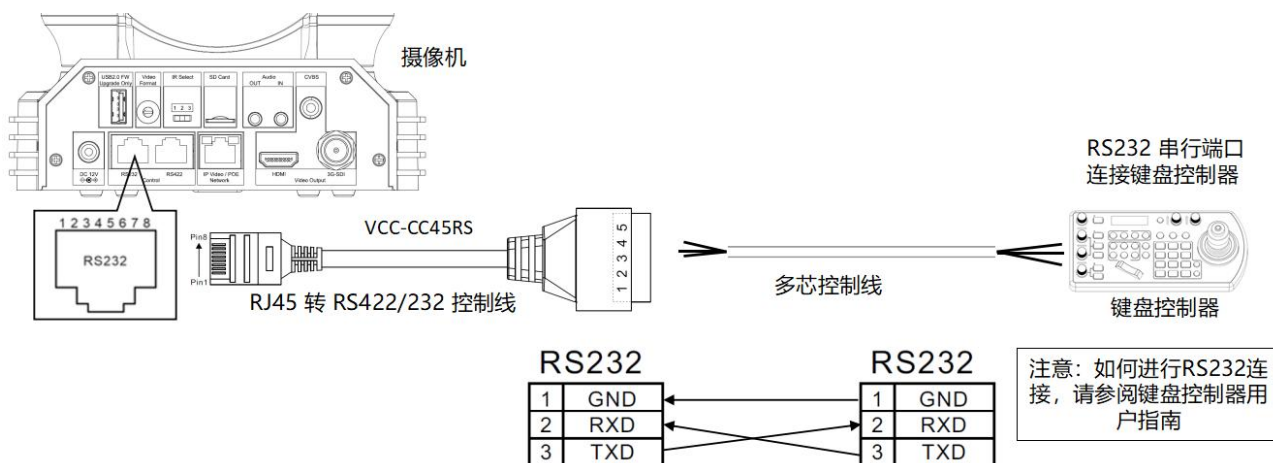 摄像机
USB2.0 FW
Upgrade Only
Video
Format
IR Select
SD Card
Audio
OUT IN
CVBS
1 2 3
DC 12V
RS232
RS422
Control
IP Video / POE
Network
HDMI
3G-SDI
Video Output
RS232 串行端口
连接键盘控制器
1 2 3 4 5 6 7 8
RS232
Pin8
Pin1
VCC-CC45RS
1 2 3 4 5
RJ45 转 RS422/232 控制线
多芯控制线
键盘控制器
RS232
1 GND
2 RXD
3 TXD
RS232
1 GND
2 RXD
3 TXD
注意：如何进行RS232连
接，请参阅键盘控制器用
户指南